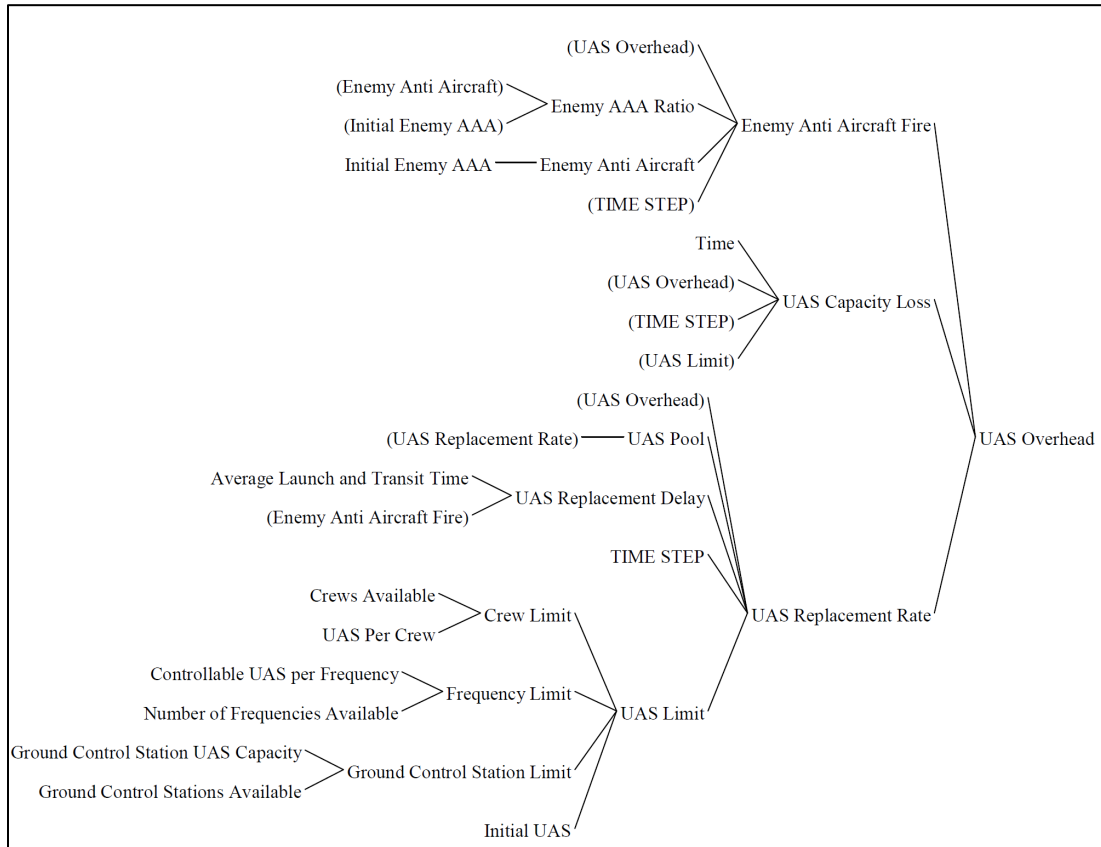 (UAS Overhead)
(Enemy Anti Aircraft)
Enemy AAA Ratio
(Initial Enemy AAA)
Enemy Anti Aircraft Fire
Initial Enemy AAA
Enemy Anti Aircraft
(TIME STEP)
Time
(UAS Overhead)
UAS Capacity Loss
(TIME STEP)
(UAS Limit)
(UAS Overhead)
(UAS Replacement Rate)
UAS Pool
UAS Overhead
Average Launch and Transit Time
UAS Replacement Delay
(Enemy Anti Aircraft Fire)
TIME STEP
Crews Available
Crew Limit
UAS Replacement Rate
UAS Per Crew
Controllable UAS per Frequency
Frequency Limit
Number of Frequencies Available
UAS Limit
Ground Control Station UAS Capacity
Ground Control Station Limit
Ground Control Stations Available
Initial UAS